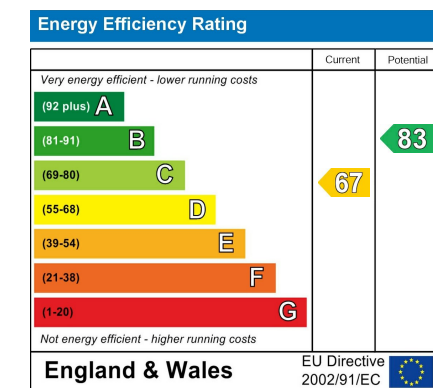 Energy Efficiency Rating
Current Potential
Very energy efficient - lower running costs
(92 plus) A
(81-91) B
83
(69-80) C
67
(55-68) D
(39-54) E
(21-38) F
(1-20) G
Not energy efficient - higher running costs
England & Wales
EU Directive
2002/91/EC